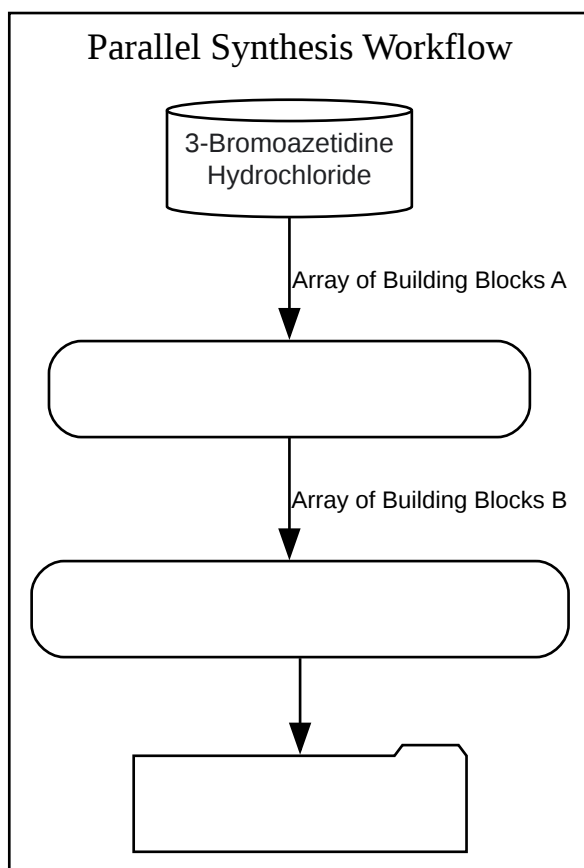 Parallel Synthesis Workflow
3-Bromoazetidine
Hydrochloride
Array of Building Blocks A
Array of Building Blocks B